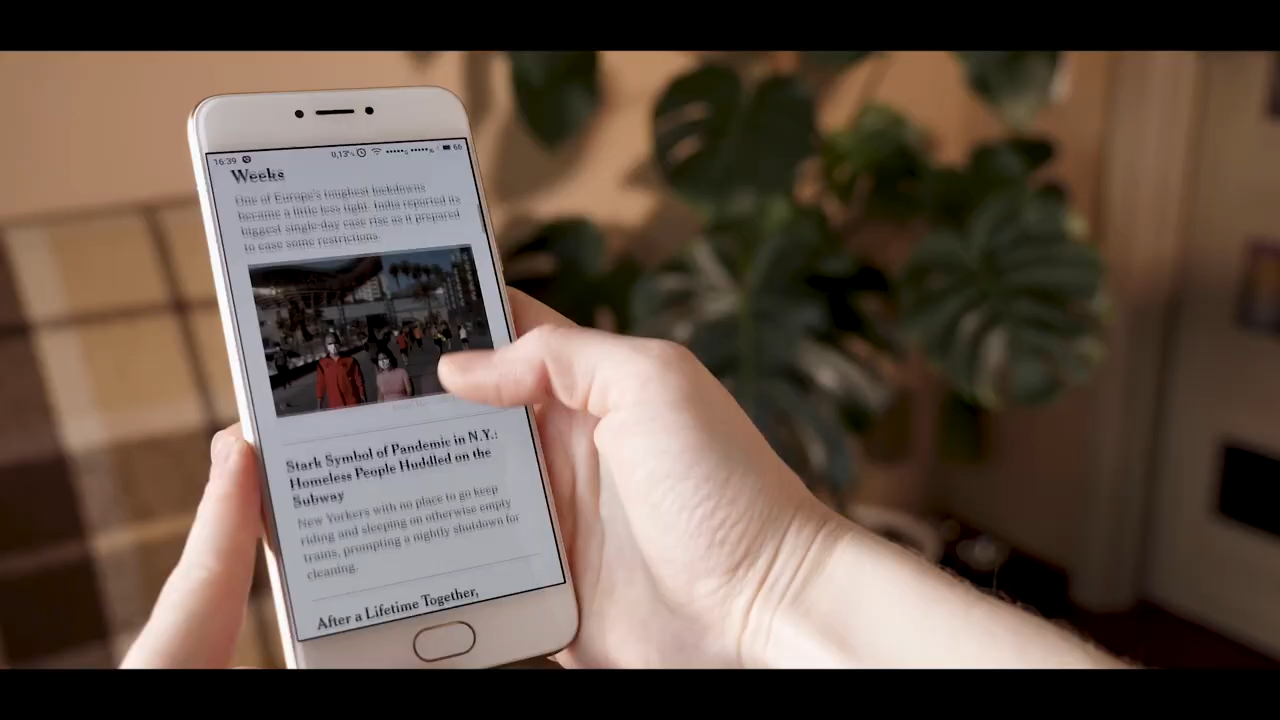 16:39 0,13 66
Weeks
One of Europe's toughest lockdowns
became a little less tight. India reported its
biggest single-day case rise as it prepared
to ease some restrictions.
Stark Symbol of Pandemic in N.Y.:
Homeless People Huddled on the
Subway
New Yorkers with no place to go keep
riding and sleeping on otherwise empty
trains, prompting a nightly shutdown for
cleaning.
After a Lifetime Together,